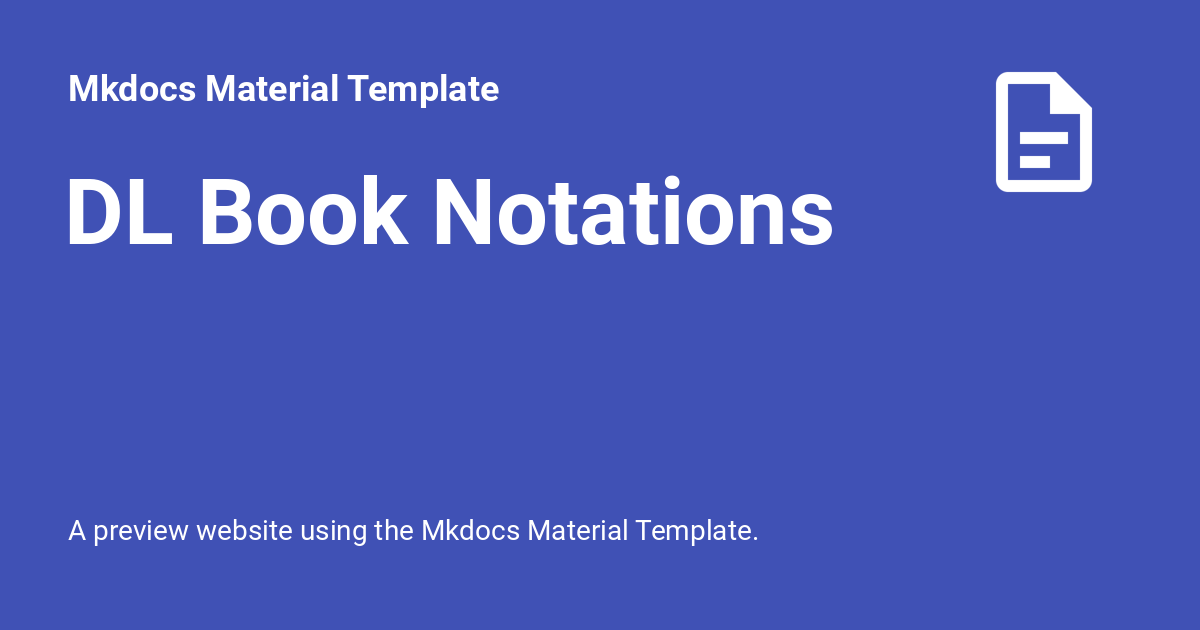 Mkdocs Material Template
DL Book Notations
A preview website using the Mkdocs Material Template.